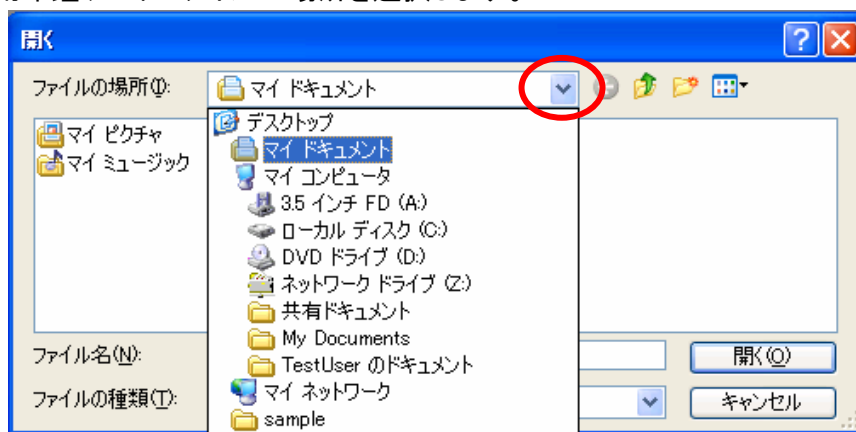 開く
ファイルの場所(I):
マイ ドキュメント
マイ ピクチャ
マイ ミュージック
デスクトップ
マイ ドキュメント
マイ コンピュータ
3.5 インチ FD (A:)
ローカル ディスク (C:)
DVD ドライブ (D:)
ネットワーク ドライブ (Z:)
共有ドキュメント
My Documents
TestUser のドキュメント
マイ ネットワーク
sample
ファイル名(N):
開く(O)
ファイルの種類(T):
キャンセル